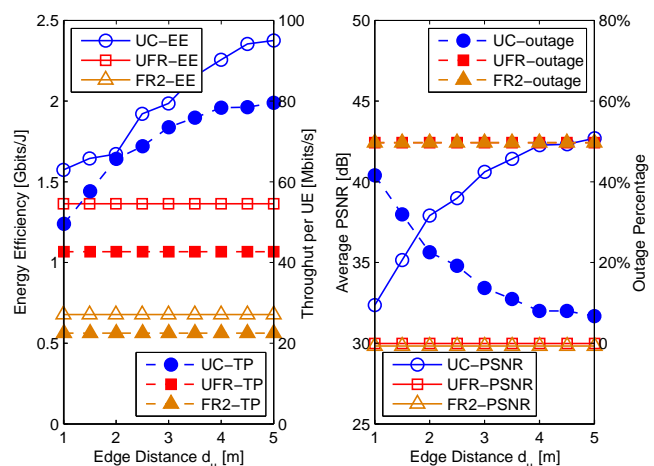 Energy Efficiency [Gbits/J]
2.5
2
1.5
1
0.5
0
UC−EE
UFR−EE
FR2−EE
UC−TP
UFR−TP
FR2−TP
100
80
60
40
20
0
Throughut per UE [Mbits/s]
1 2 3 4 5
Edge Distance d
[m]
Average PSNR [dB]
50
45
40
35
30
25
UC−outage
UFR−outage
FR2−outage
UC−PSNR
UFR−PSNR
FR2−PSNR
80%
60%
40%
20%
0
Outage Percentage
1 2 3 4 5
Edge Distance d
[m]